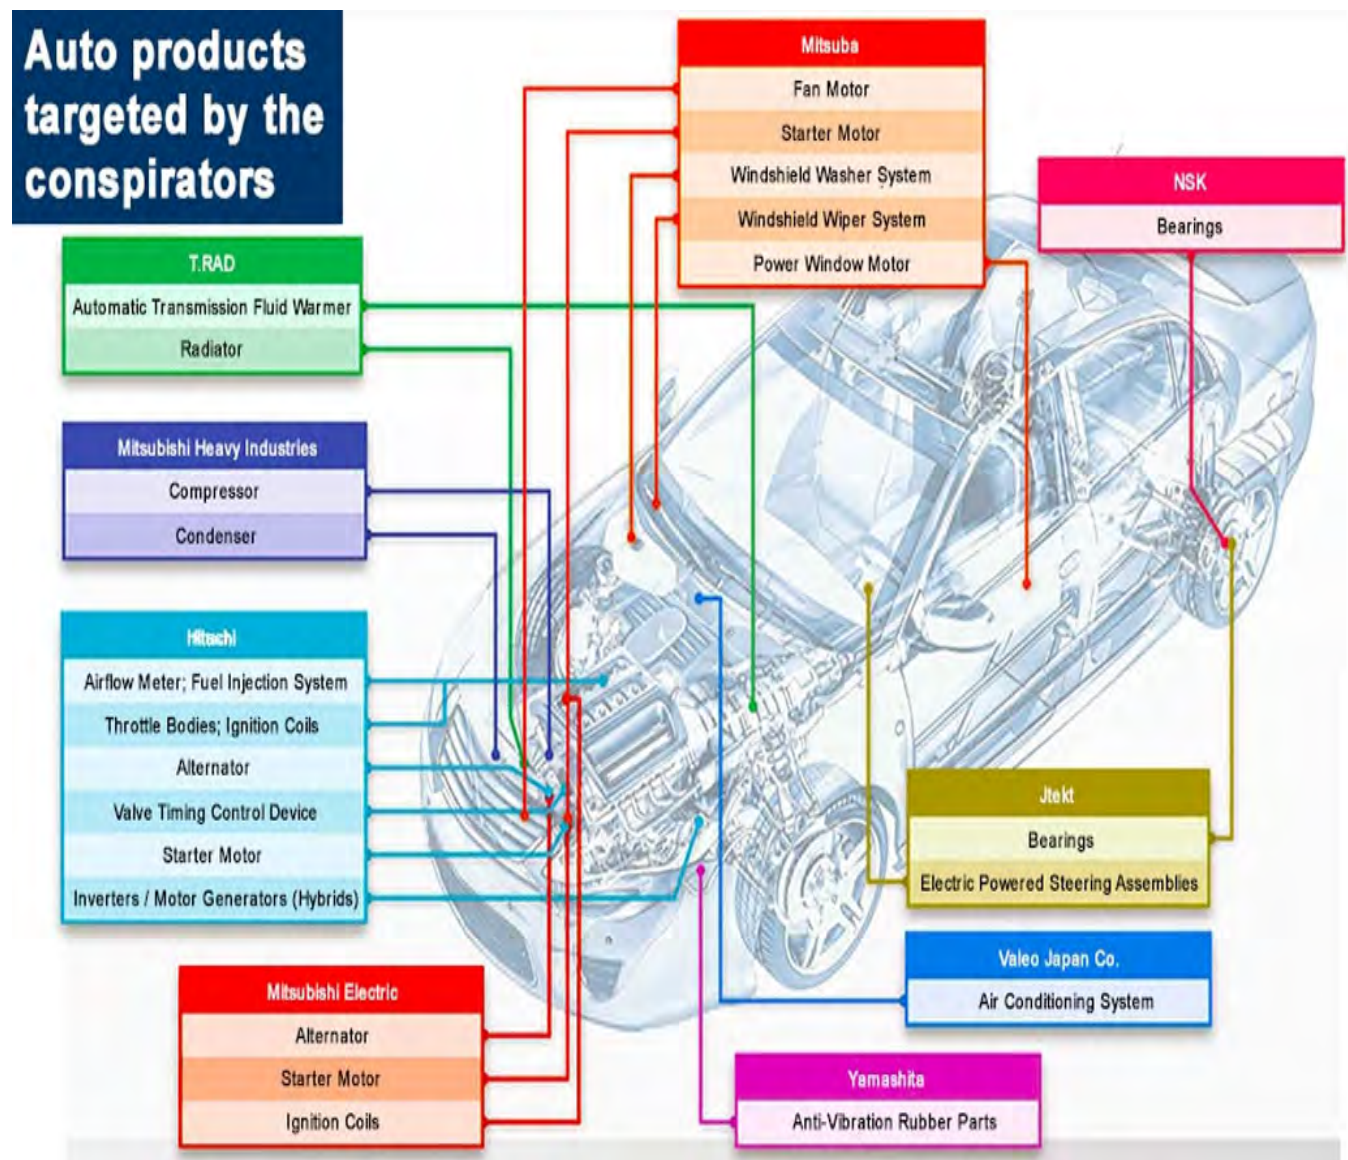 Auto products
targeted by the
conspirators
Mitsuba
Fan Motor
Starter Motor
Windshield Washer System
Windshield Wiper System
Power Window Motor
NSK
Bearings
T.RAD
Automatic Transmission Fluid Warmer
Radiator
Mitsubishi Heavy Industries
Compressor
Condenser
Hitachi
Airflow Meter; Fuel Injection System
Throttle Bodies; Ignition Coils
Alternator
Valve Timing Control Device
Starter Motor
Inverters / Motor Generators (Hybrids)
Jtekt
Bearings
Electric Powered Steering Assemblies
Valeo Japan Co.
Air Conditioning System
Mitsubishi Electric
Alternator
Starter Motor
Ignition Coils
Yamashita
Anti-Vibration Rubber Parts